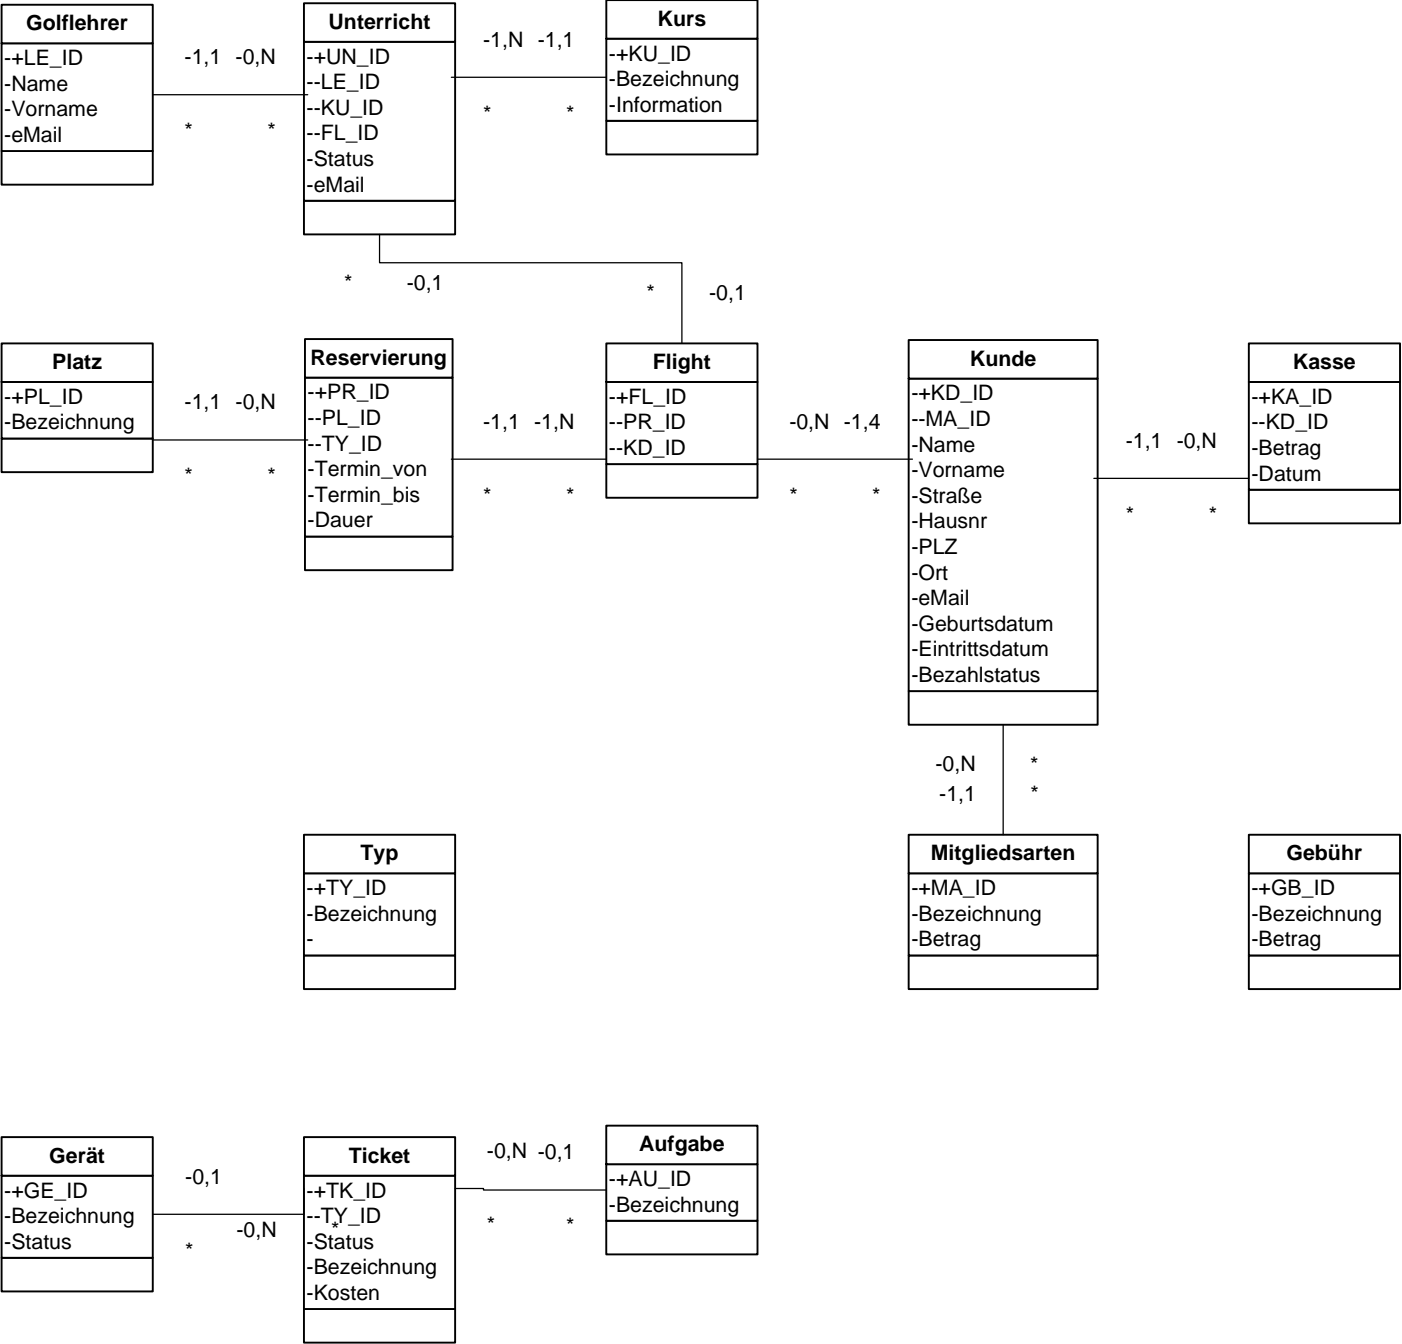 Golflehrer
-+LE_ID
-Name
-Vorname
-eMail
-1,1
-0,N
*
*
Unterricht
-+UN_ID
--LE_ID
--KU_ID
--FL_ID
-Status
-eMail
-1,N
-1,1
*
*
Kurs
-+KU_ID
-Bezeichnung
-Information
*
-0,1
*
-0,1
Platz
-+PL_ID
-Bezeichnung
-1,1
-0,N
*
*
Reservierung
-+PR_ID
--PL_ID
--TY_ID
-Termin_von
-Termin_bis
-Dauer
-1,1
-1,N
*
*
Flight
-+FL_ID
--PR_ID
--KD_ID
-0,N
-1,4
*
*
Kunde
-+KD_ID
--MA_ID
-Name
-Vorname
-Straße
-Hausnr
-PLZ
-Ort
-eMail
-Geburtsdatum
-Eintrittsdatum
-Bezahlstatus
-1,1
-0,N
*
*
Kasse
-+KA_ID
--KD_ID
-Betrag
-Datum
-0,N
*
-1,1
*
Typ
-+TY_ID
-Bezeichnung
-
Mitgliedsarten
-+MA_ID
-Bezeichnung
-Betrag
Gebühr
-+GB_ID
-Bezeichnung
-Betrag
Gerät
-+GE_ID
-Bezeichnung
-Status
-0,1
-0,N
*
*
Ticket
-+TK_ID
--TY_ID
-Status
-Bezeichnung
-Kosten
-0,N
-0,1
*
*
Aufgabe
-+AU_ID
-Bezeichnung